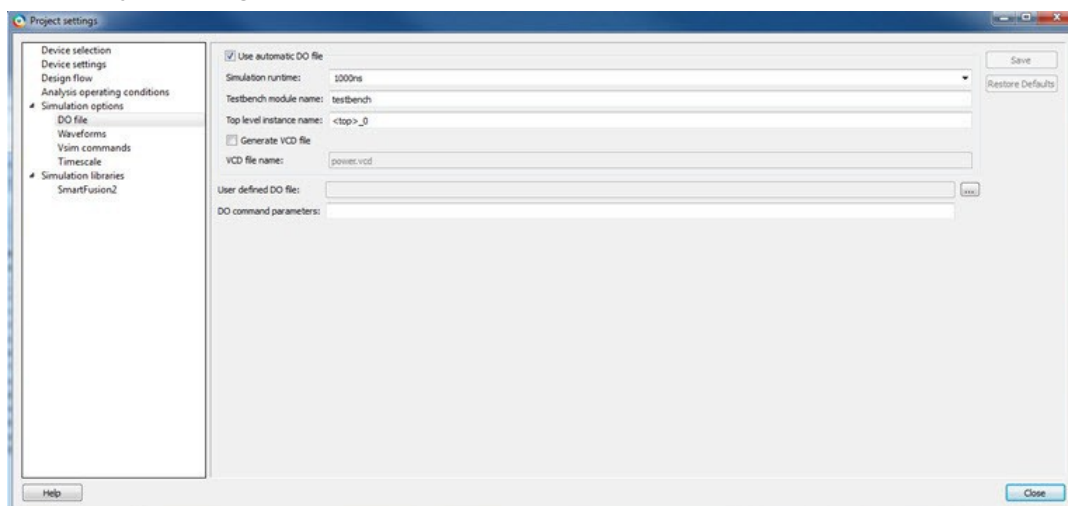 Project settings
Device selection
Device settings
Design flow
Analysis operating conditions
Simulation options
DO file
Waveforms
Vsim commands
Timescale
Simulation libraries
SmartFusion2
Use automatic DO file
Simulation runtime: 1000ns
Testbench module name: testbench
Top level instance name: <top>_0
Generate VCD file
VCD file name: power.vcd
User defined DO file: ...
DO command parameters:
Save
Restore Defaults
Help
Close